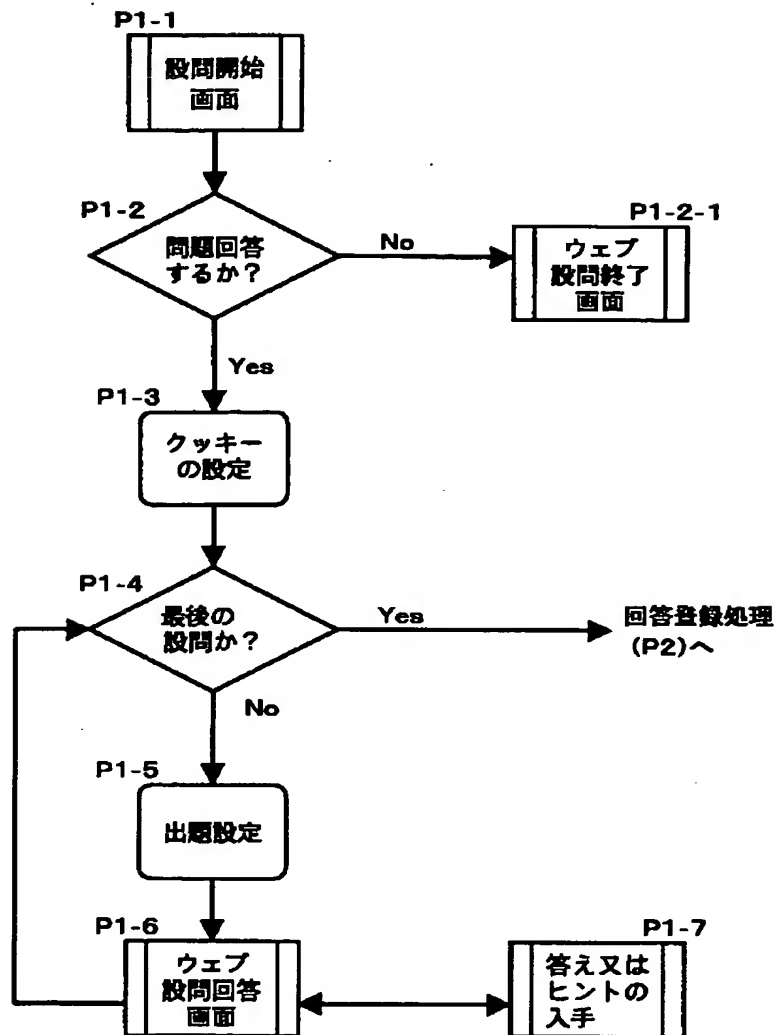 P1-1
設問開始
画面
P1-2
問題回答
するか？
No
P1-2-1
ウェブ
設問終了
画面
Yes
P1-3
クッキー
の設定
P1-4
最後の
設問か？
Yes
回答登録処理
(P2)へ
No
P1-5
出題設定
P1-6
ウェブ
設問回答
画面
P1-7
答え又は
ヒントの
入手